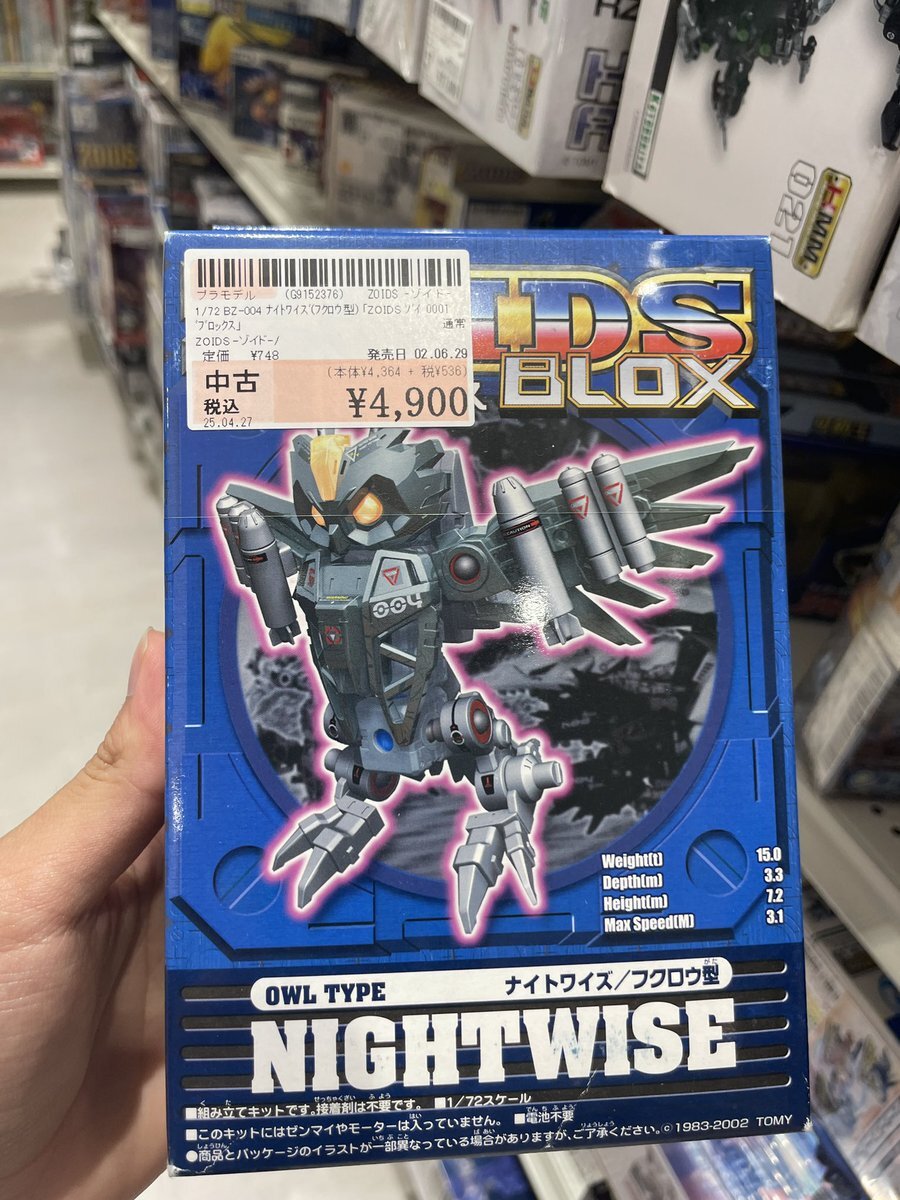 ZOIDS
HMM
021
KOTOBUKIYA
プラモデル (G9152376) ZOIDS -ゾイド-
1/72 BZ-004 ナイトワイズ(フクロウ型)「ZOIDS ゾイ 0001
ブロックス」 通常
ZOIDS-ゾイド-/
定価 ¥748 発売日 02.06.29
中古 (本体¥4,364 + 税¥536)
税込 ¥4,900
25.04.27
IDS
BLOX
CAUTION
004
Weight(t) 15.0
Depth(m) 3.3
Height(m) 7.2
Max Speed(M) 3.1
OWL TYPE ナイトワイズ/フクロウ型
NIGHTWISE
■組み立てキットです。接着剤は不要です。 ■1/72スケール
■このキットにはゼンマイやモーターは入っていません。 ■電池不要
●商品とパッケージのイラストが一部異なっている場合がありますが、ご了承ください。© 1983-2002 TOMY